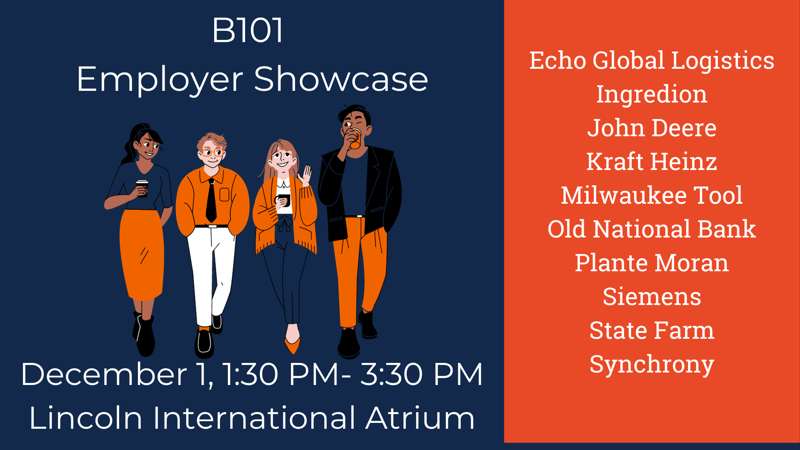 B101
Employer Showcase
December 1, 1:30 PM- 3:30 PM
Lincoln International Atrium
Echo Global Logistics
Ingredion
John Deere
Kraft Heinz
Milwaukee Tool
Old National Bank
Plante Moran
Siemens
State Farm
Synchrony